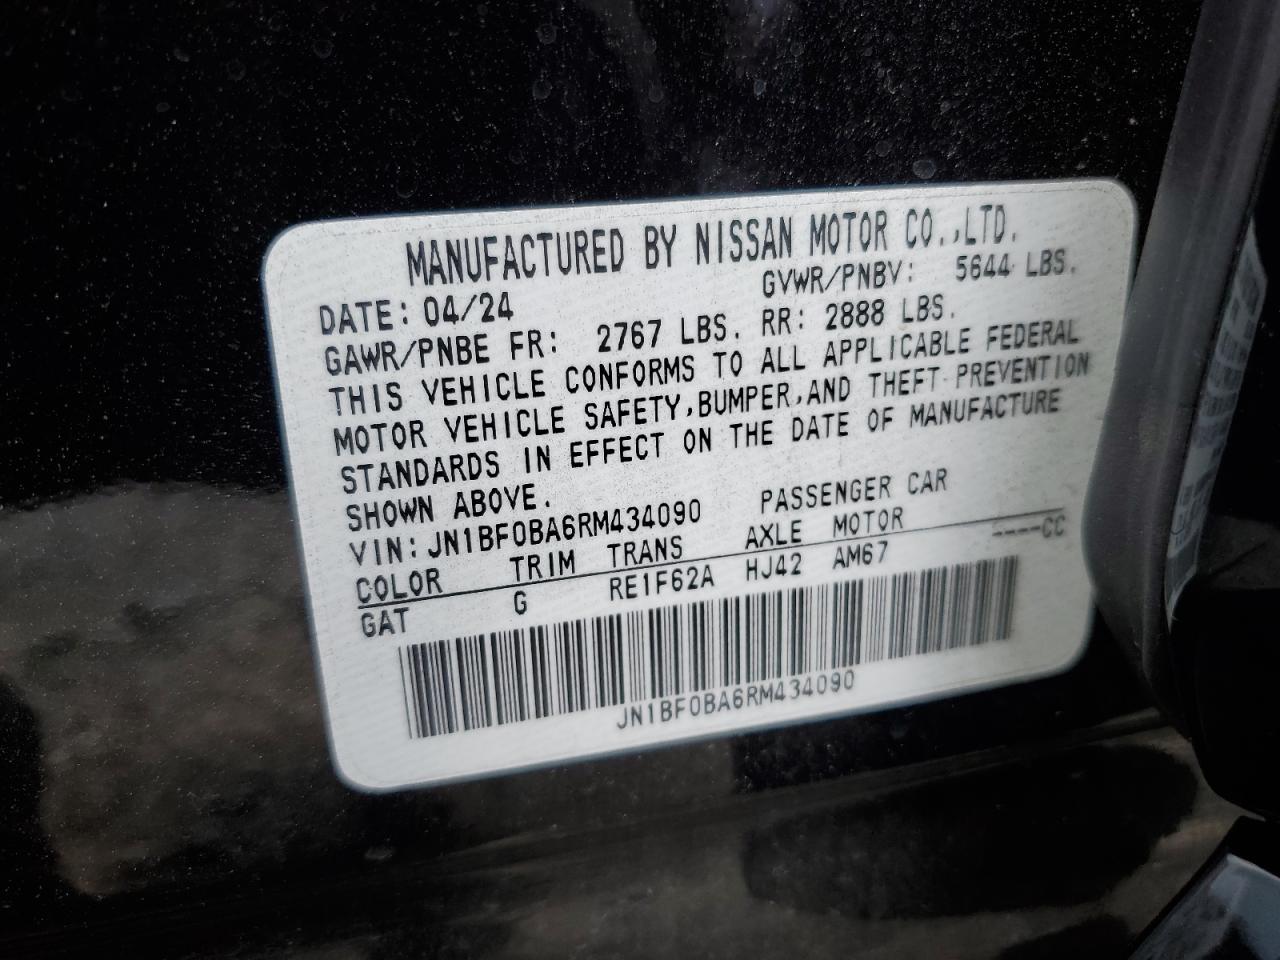 MANUFACTURED BY NISSAN MOTOR CO.,LTD.
DATE: 04/24 GVWR/PNBV: 5644 LBS.
GAWR/PNBE FR: 2767 LBS. RR: 2888 LBS.
THIS VEHICLE CONFORMS TO ALL APPLICABLE FEDERAL
MOTOR VEHICLE SAFETY,BUMPER,AND THEFT PREVENTION
STANDARDS IN EFFECT ON THE DATE OF MANUFACTURE
SHOWN ABOVE.
VIN: JN1BF0BA6RM434090 PASSENGER CAR
COLOR TRIM TRANS AXLE MOTOR
GAT G RE1F62A HJ42 AM67 ----CC
JN1BF0BA6RM434090